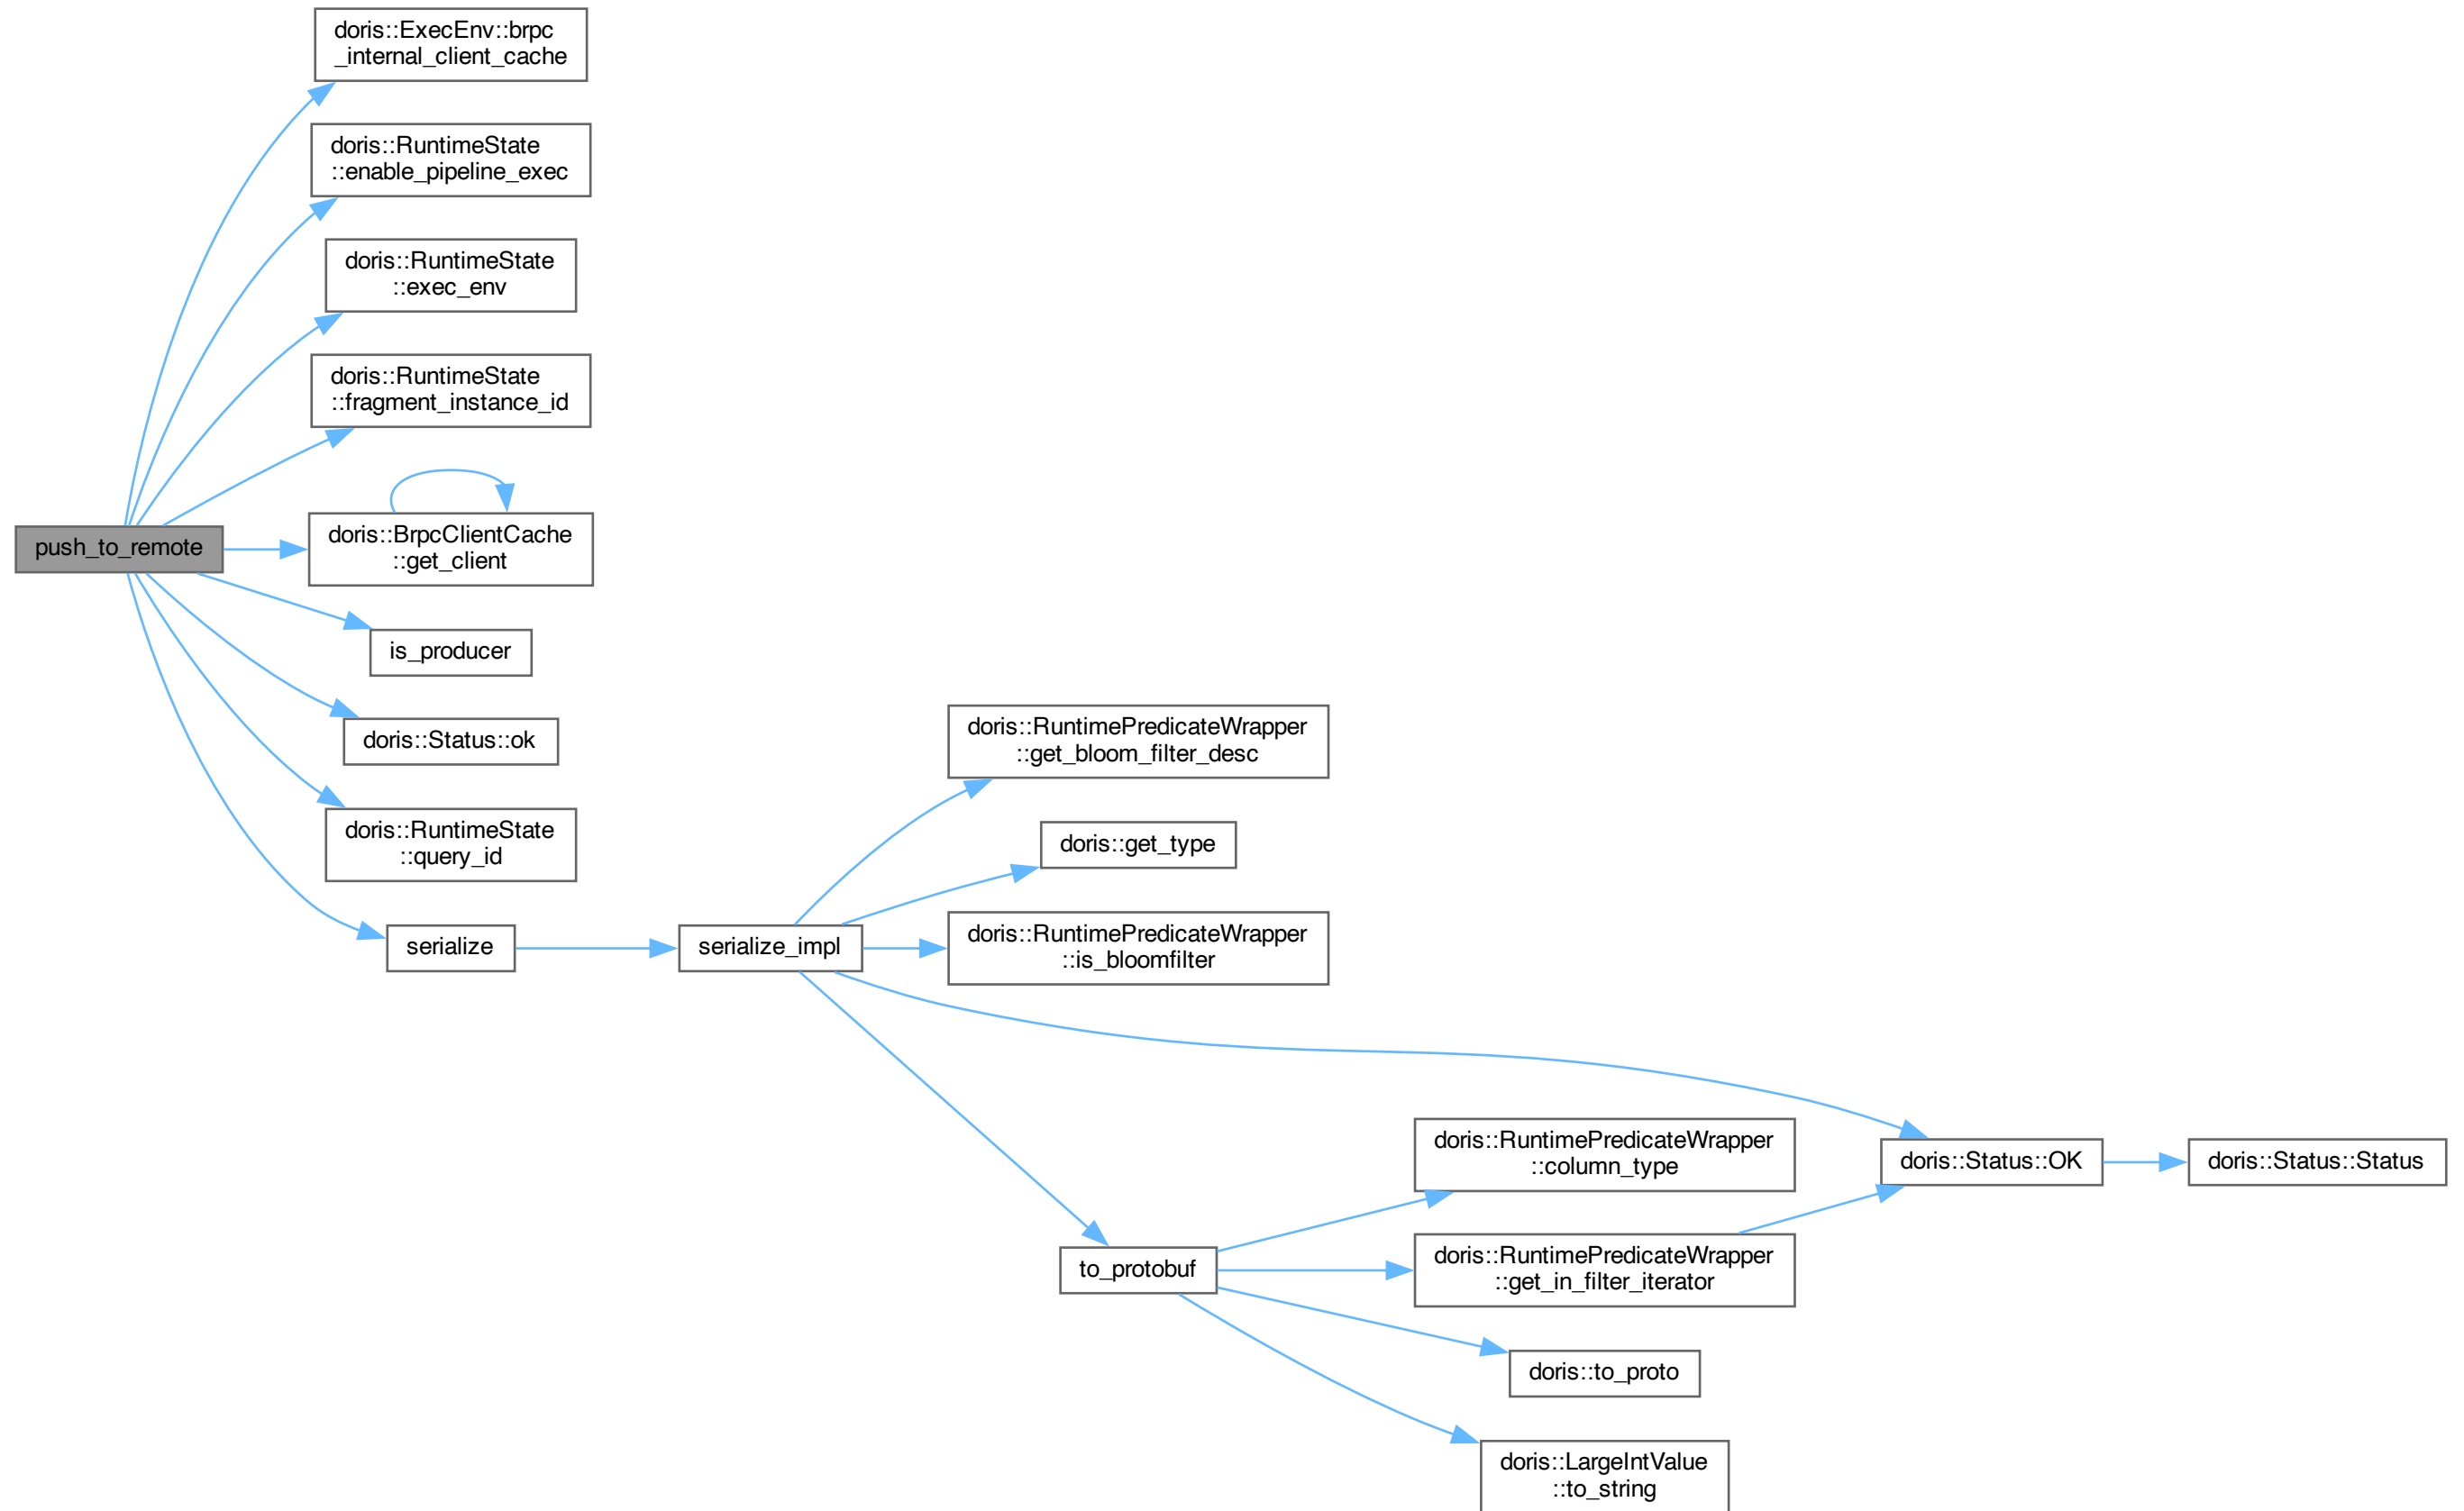 doris::ExecEnv::brpc
_internal_client_cache
doris::RuntimeState
::enable_pipeline_exec
doris::RuntimeState
::exec_env
doris::RuntimeState
::fragment_instance_id
push_to_remote
doris::BrpcClientCache
::get_client
is_producer
doris::Status::ok
doris::RuntimeState
::query_id
serialize
serialize_impl
doris::RuntimePredicateWrapper
::get_bloom_filter_desc
doris::get_type
doris::RuntimePredicateWrapper
::is_bloomfilter
to_protobuf
doris::RuntimePredicateWrapper
::column_type
doris::RuntimePredicateWrapper
::get_in_filter_iterator
doris::to_proto
doris::LargeIntValue
::to_string
doris::Status::OK
doris::Status::Status